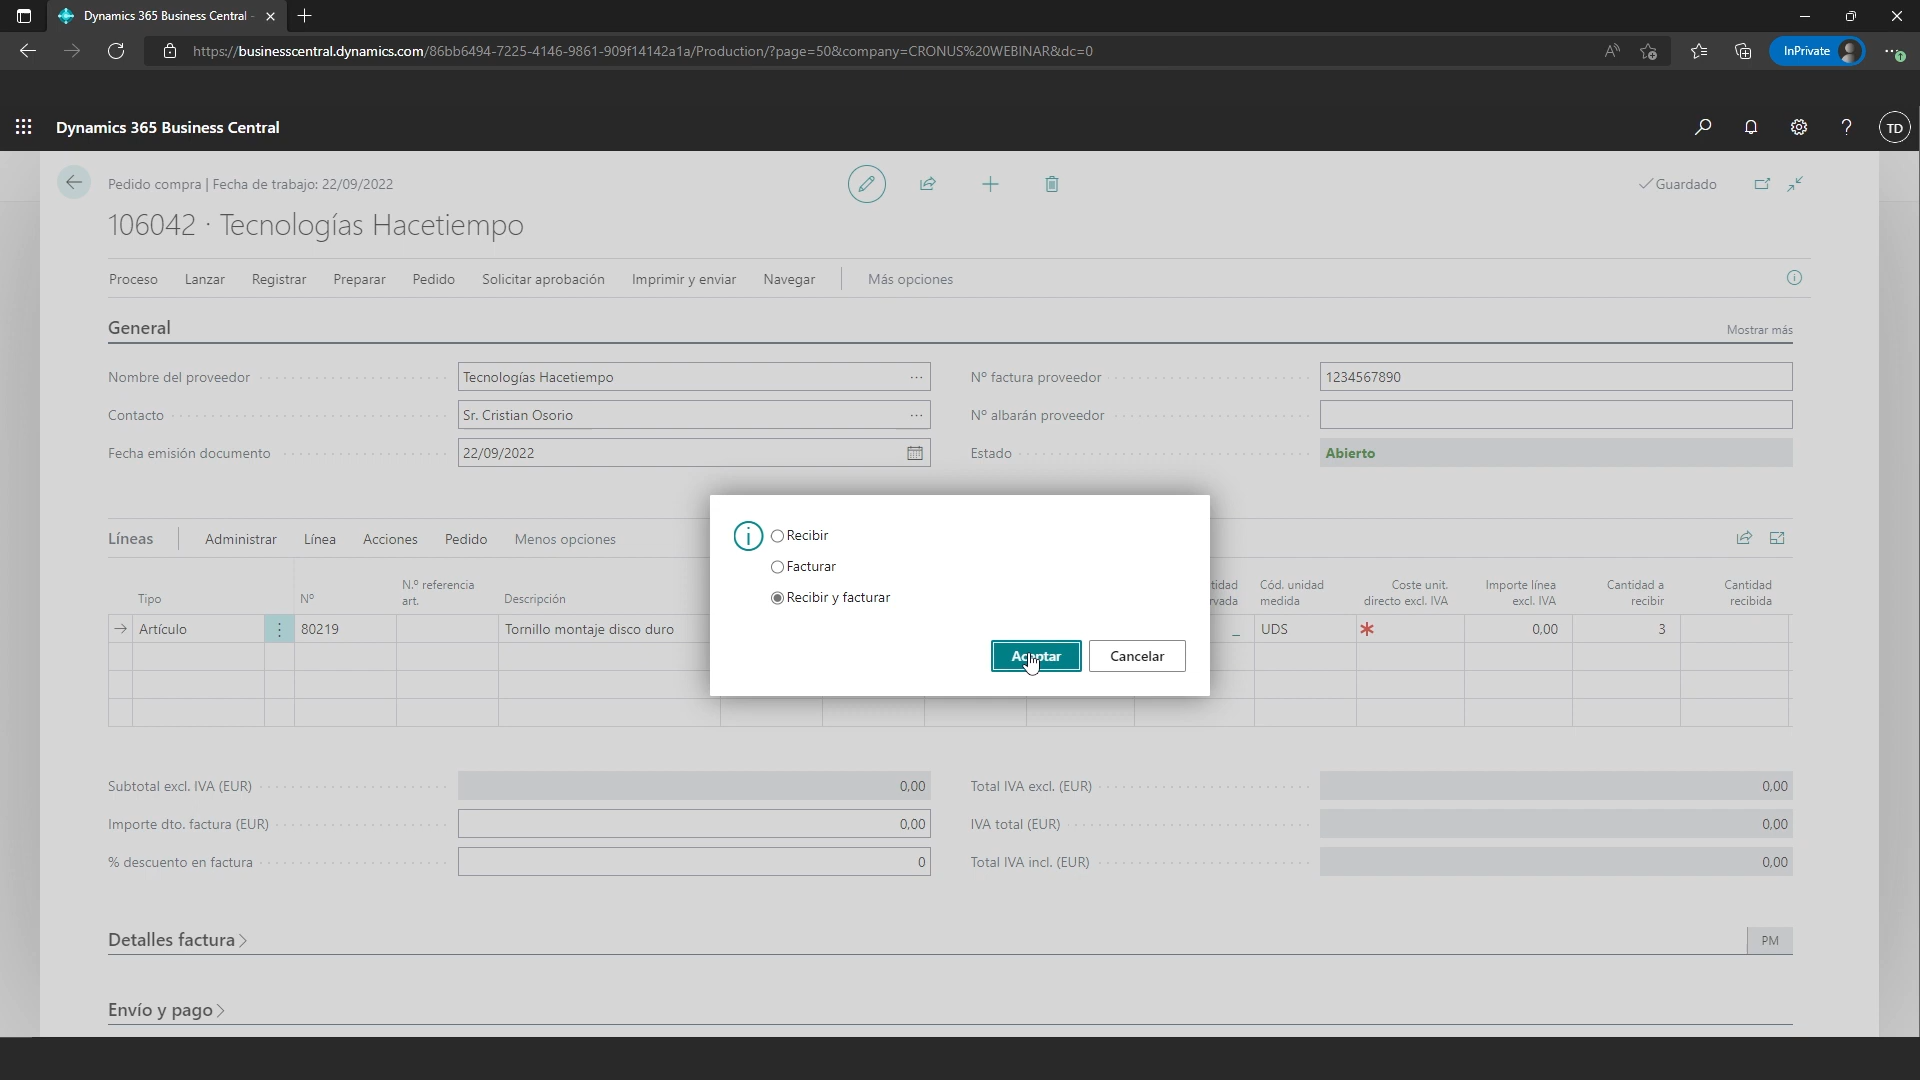 Dynamics 365 Business Central -
https://businesscentral.dynamics.com/86bb6494-7225-4146-9861-909f14142a1a/Production/?page=50&company=CRONUS%20WEBINAR&dc=0
InPrivate
Dynamics 365 Business Central
TD
Pedido compra | Fecha de trabajo: 22/09/2022
Guardado
106042 · Tecnologías Hacetiempo
Proceso Lanzar Registrar Preparar Pedido Solicitar aprobación Imprimir y enviar Navegar Más opciones
General
Mostrar más
Nombre del proveedor Tecnologías Hacetiempo
Nº factura proveedor 1234567890
Contacto Sr. Cristian Osorio
Nº albarán proveedor
Fecha emisión documento 22/09/2022
Estado Abierto
Recibir
Facturar
Recibir y facturar
Aceptar Cancelar
Líneas Administrar Línea Acciones Pedido Menos opciones
Tipo
Nº
N.º referencia
art.
Descripción
Cód. unidad
medida
Coste unit.
directo excl. IVA
Importe línea
excl. IVA
Cantidad a
recibir
Cantidad
recibida
Artículo 80219 Tornillo montaje disco duro _ UDS * 0,00 3
Subtotal excl. IVA (EUR) 0,00
Total IVA excl. (EUR) 0,00
Importe dto. factura (EUR) 0,00
IVA total (EUR) 0,00
% descuento en factura 0
Total IVA incl. (EUR) 0,00
Detalles factura
PM
Envío y pago